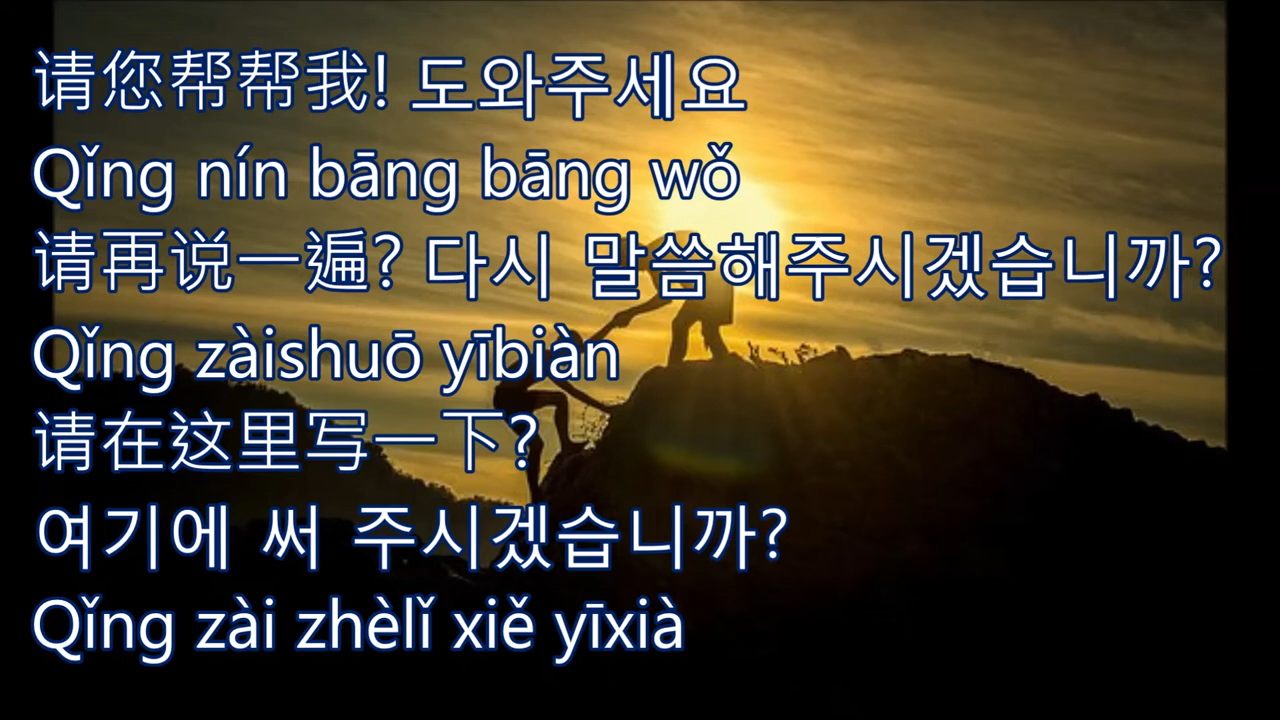 请您帮帮我! 도와주세요
Qǐng nín bāng bāng wǒ
请再说一遍? 다시 말씀해주시겠습니까?
Qǐng zàishuō yībiàn
请在这里写一下?
여기에 써 주시겠습니까?
Qǐng zài zhèlǐ xiě yīxià